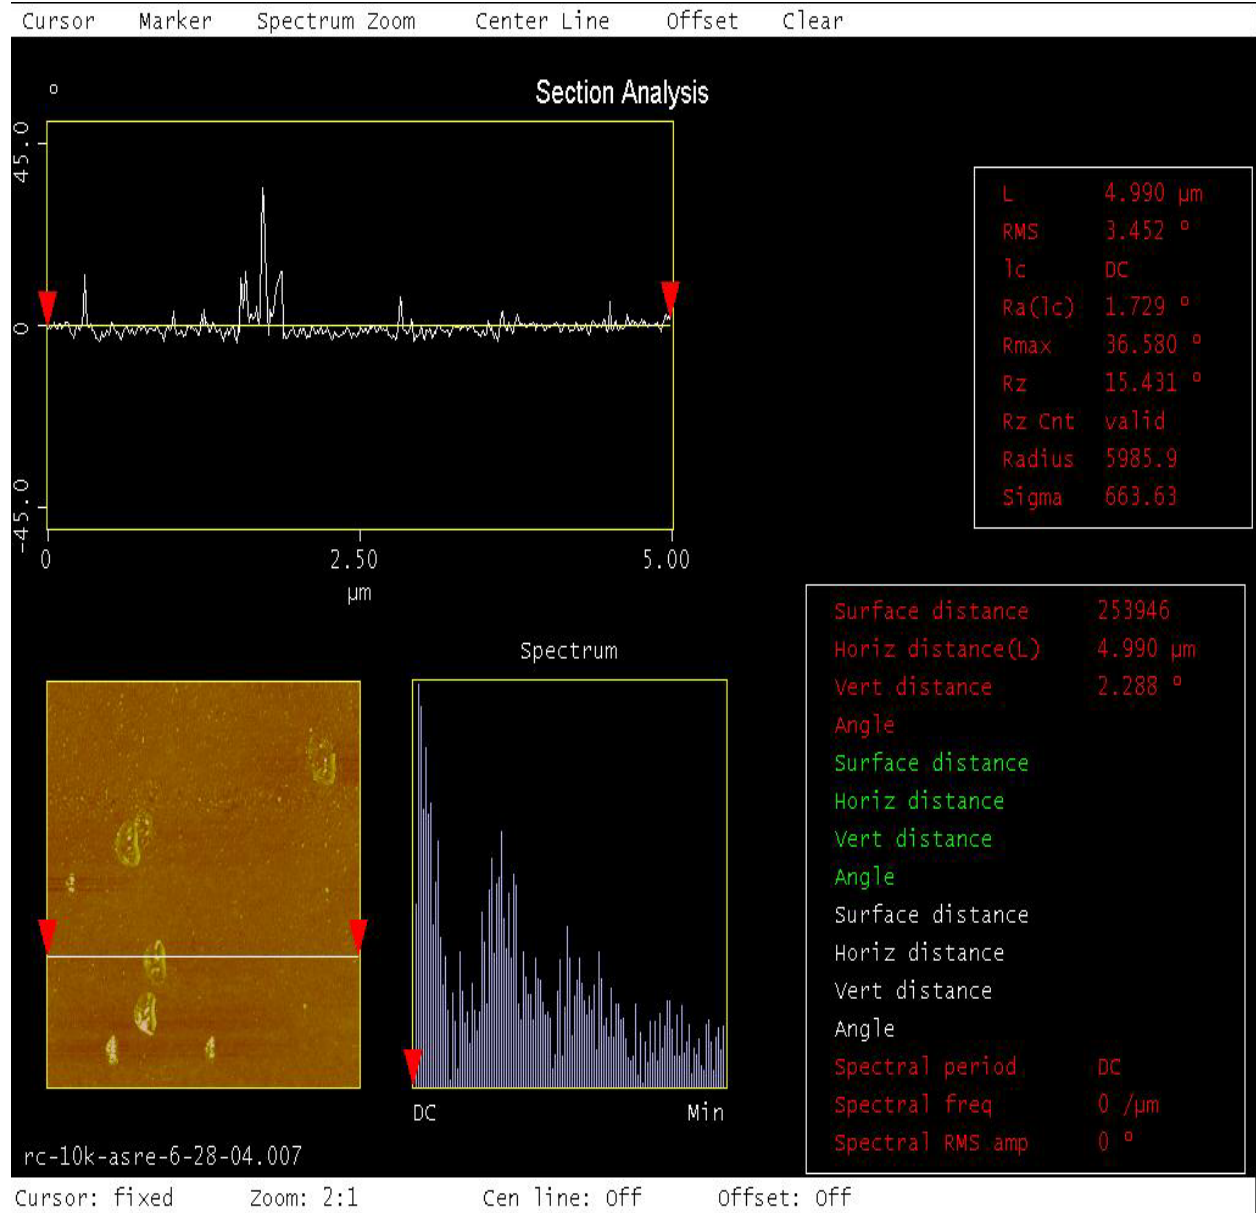 Cursor Marker Spectrum Zoom Center Line Offset Clear
o
Section Analysis
45.0
0
-45.0
0 2.50 5.00
µm
L 4.990 µm
RMS 3.452 °
lc DC
Ra(lc) 1.729 °
Rmax 36.580 °
Rz 15.431 °
Rz Cnt valid
Radius 5985.9
Sigma 663.63
Spectrum
DC Min
Surface distance 253946
Horiz distance(L) 4.990 µm
Vert distance 2.288 °
Angle
Surface distance
Horiz distance
Vert distance
Angle
Surface distance
Horiz distance
Vert distance
Angle
Spectral period DC
Spectral freq 0 /µm
Spectral RMS amp 0 °
rc-10k-asre-6-28-04.007
Cursor: fixed Zoom: 2:1 Cen line: Off Offset: Off